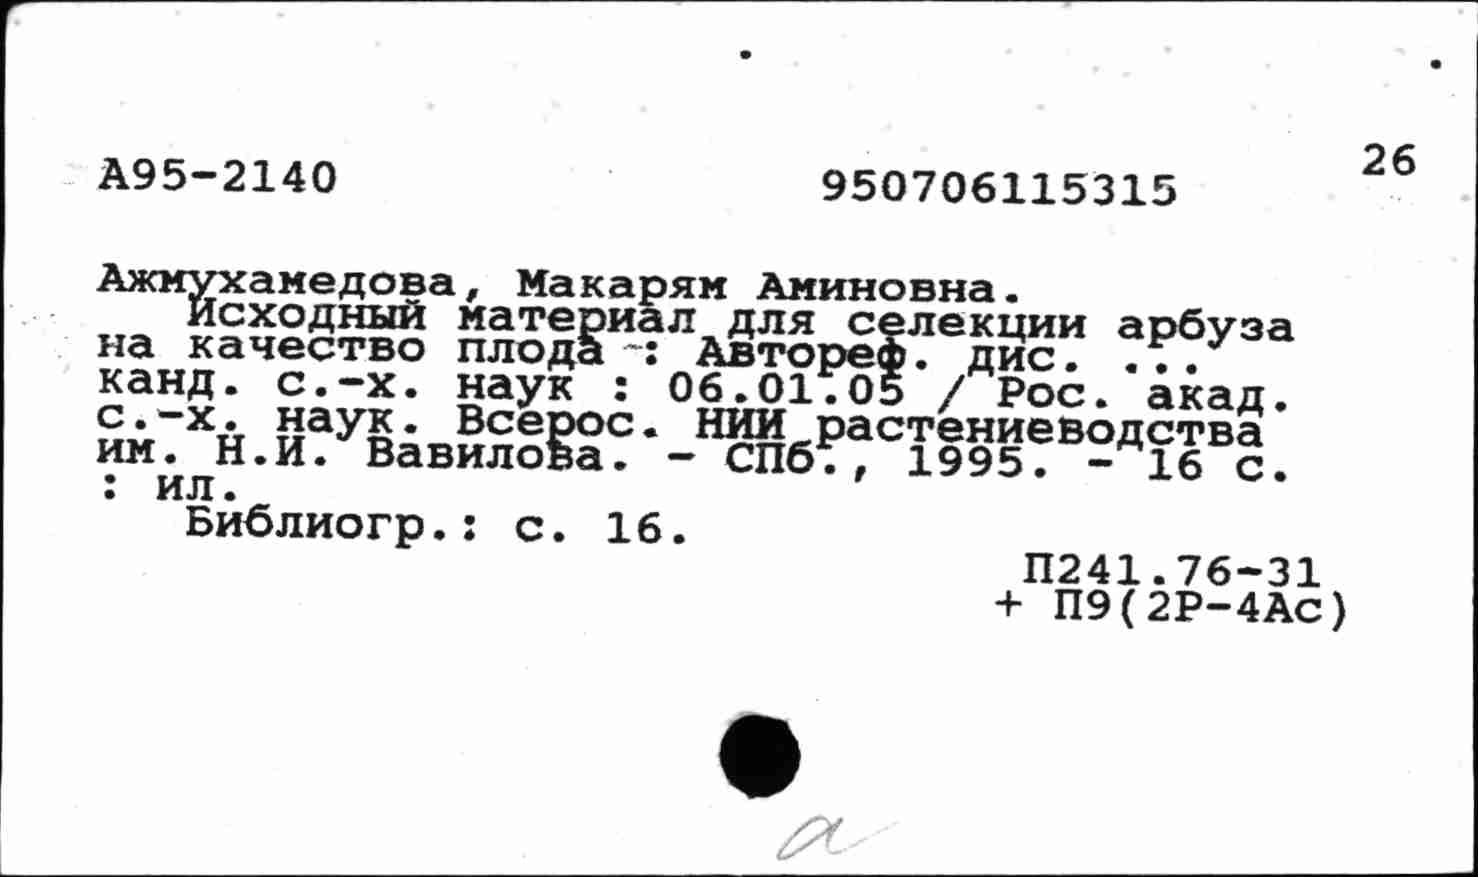 А95-2140
950706115315
26
Ажмухамедова, Макарям Аминовна.
Исходный материал для селекции арбуза
на качество плода : Автореф. дис. ...
канд. с.-х. наук : 06.01.05 / Рос. акад.
с.-х. наук. Всерос. НИИ растениеводства
им. Н.И. Вавилова. - СПб., 1995. - 16 с.
: ил.
Библиогр.: с. 16.
П241.76-31
+ П9(2Р-4Ас)
а